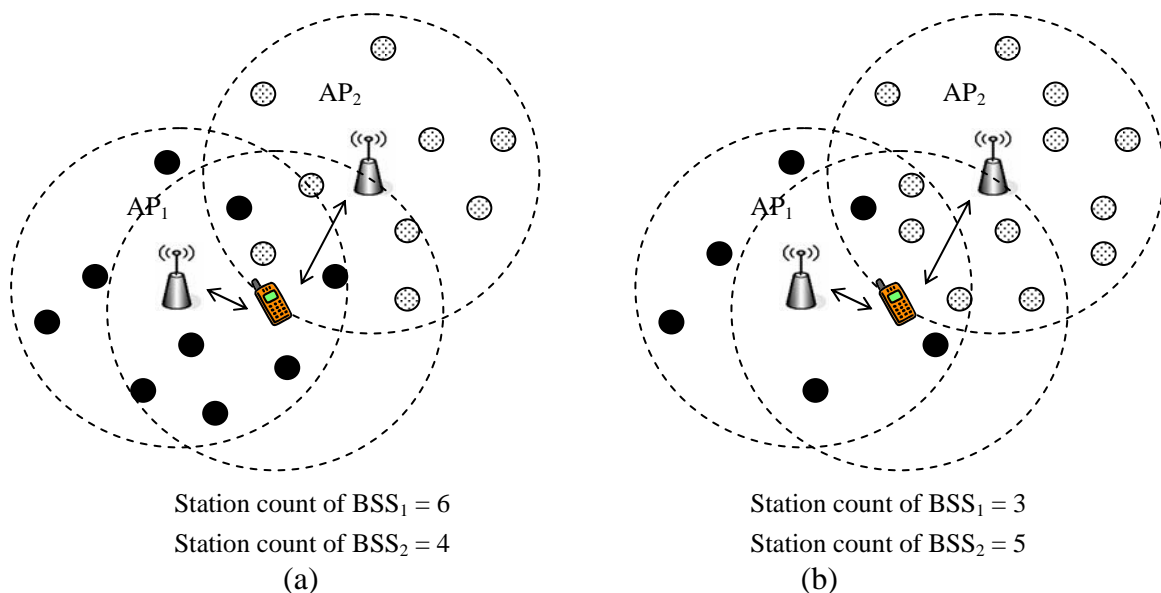 AP₂
AP₁
Station count of BSS₁ = 6
Station count of BSS₂ = 4
(a)
AP₂
AP₁
Station count of BSS₁ = 3
Station count of BSS₂ = 5
(b)